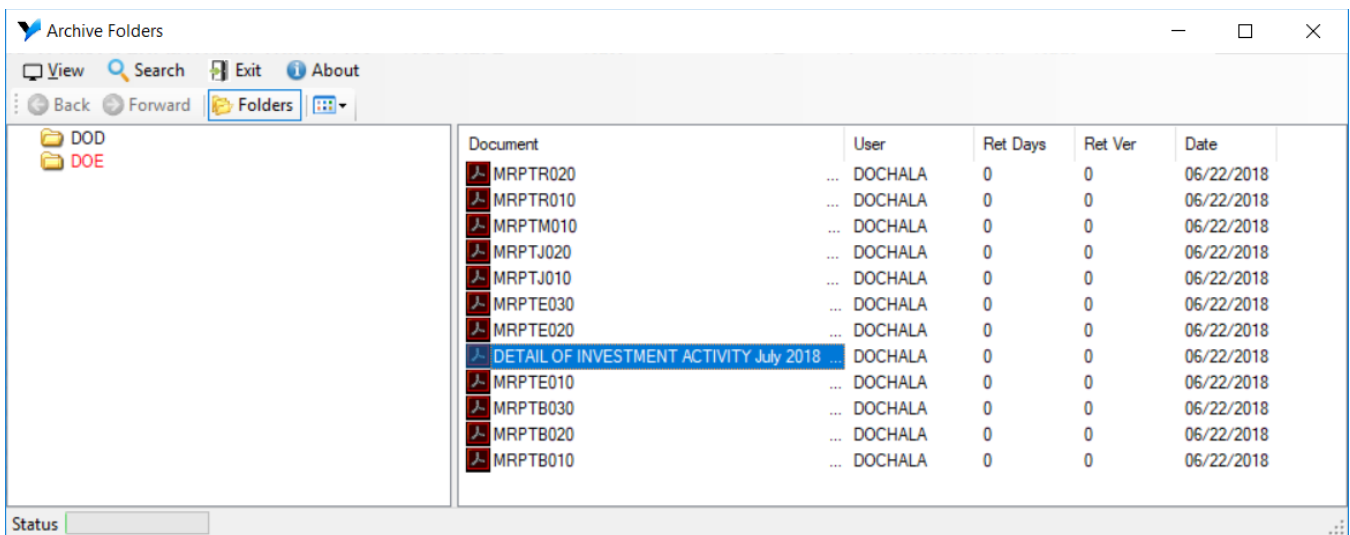 Archive Folders
View Search Exit About
Back Forward Folders
DOD
DOE
Document User Ret Days Ret Ver Date
MRPTR020 ... DOCHALA 0 0 06/22/2018
MRPTR010 ... DOCHALA 0 0 06/22/2018
MRPTM010 ... DOCHALA 0 0 06/22/2018
MRPTJ020 ... DOCHALA 0 0 06/22/2018
MRPTJ010 ... DOCHALA 0 0 06/22/2018
MRPTE030 ... DOCHALA 0 0 06/22/2018
MRPTE020 ... DOCHALA 0 0 06/22/2018
DETAIL OF INVESTMENT ACTIVITY July 2018 ... DOCHALA 0 0 06/22/2018
MRPTE010 ... DOCHALA 0 0 06/22/2018
MRPTB030 ... DOCHALA 0 0 06/22/2018
MRPTB020 ... DOCHALA 0 0 06/22/2018
MRPTB010 ... DOCHALA 0 0 06/22/2018
Status